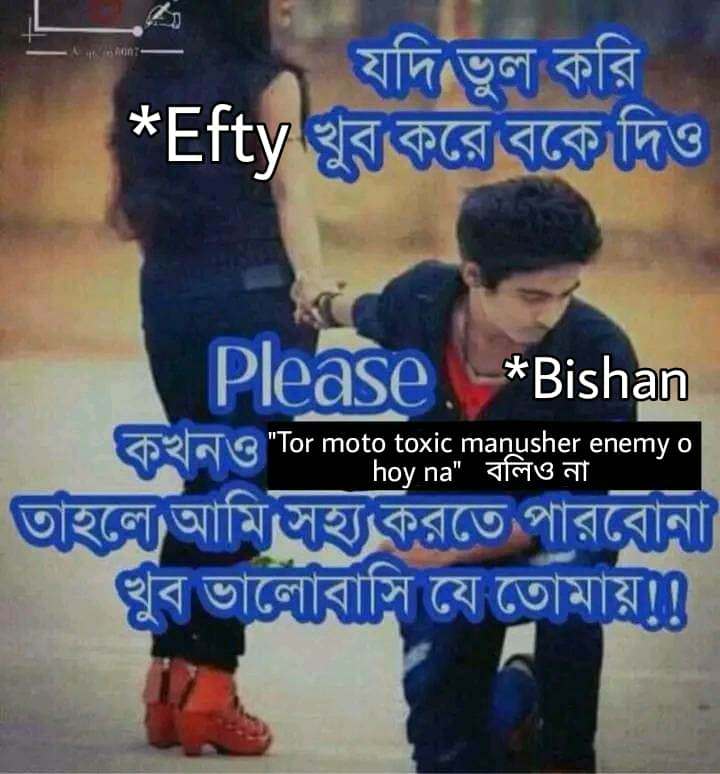 যদি ভুল করি
*Efty খুব করে বকে দিও
Please *Bishan
কখনও "Tor moto toxic manusher enemy o
hoy na" বলিও না
তাহলে আমি সহ্য করতে পারবোনা
খুব ভালোবাসি যে তোমায়!!